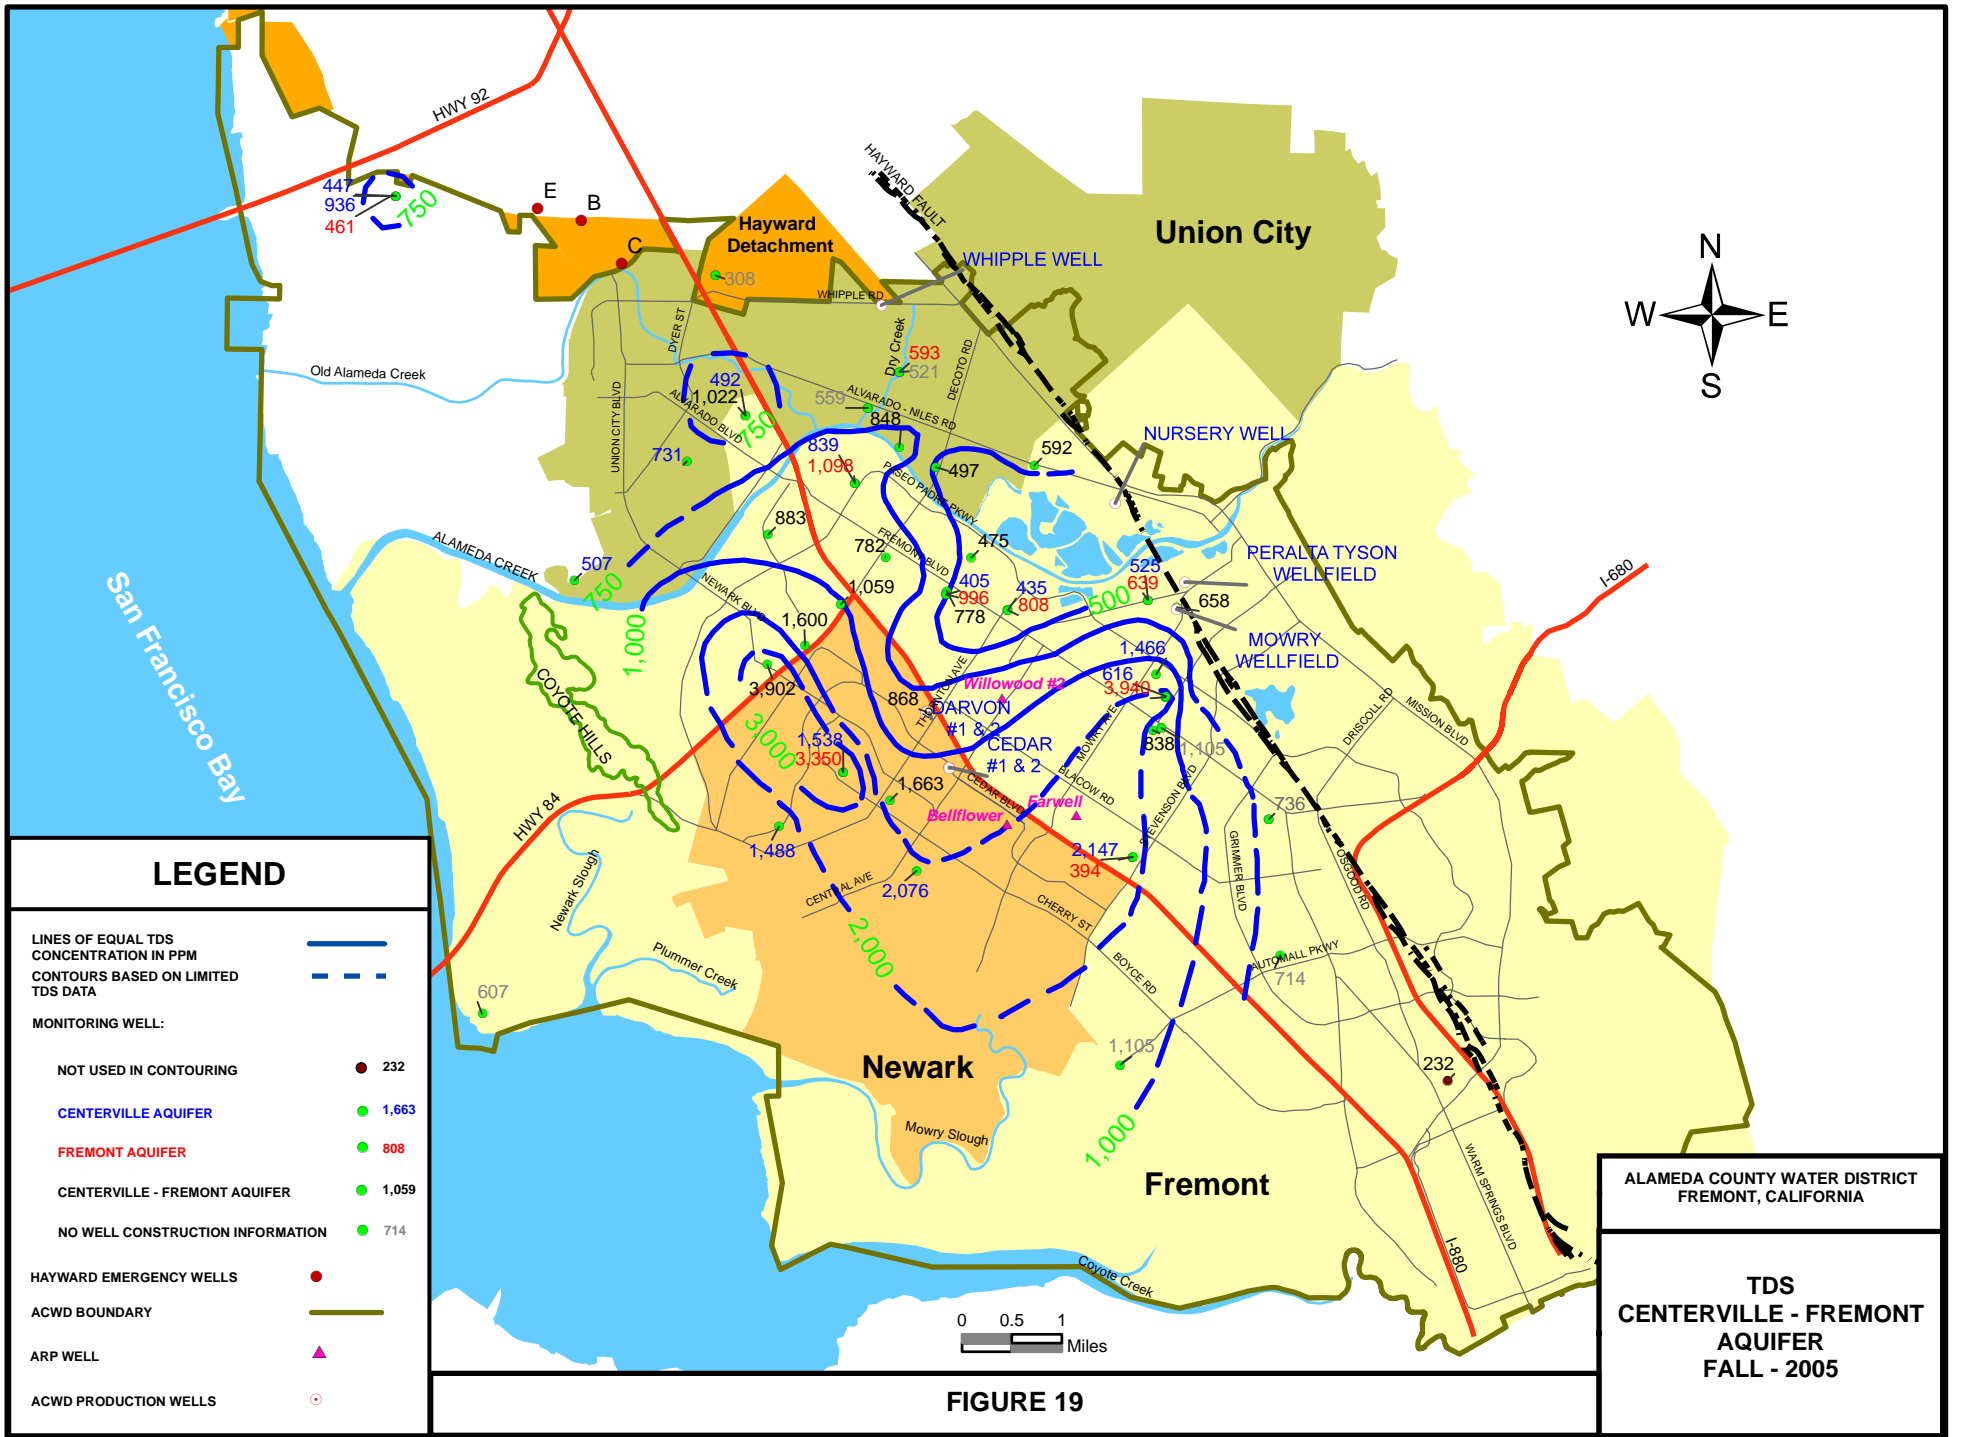 HWY 92
HAYWARD FAULT
Union City
447
936
461
750
E
B
C
Hayward
Detachment
WHIPPLE WELL
308
WHIPPLE RD
N
W
E
S
DYER ST
Dry Creek
593
521
DECOTO RD
Old Alameda Creek
UNION CITY BLVD
492
1,022
ALVARADO BLVD
750
559
ALVARADO - NILES RD
848
839
1,098
731
592
497
NURSERY WELL
PASEO PADRE PKWY
883
782
FREMONT BLVD
475
ALAMEDA CREEK
507
750
NEWARK BLVD
1,059
405
996
778
435
808
500
525
639
658
PERALTA TYSON
WELLFIELD
MOWRY
WELLFIELD
I-680
San Francisco Bay
1,000
1,600
COYOTE HILLS
3,902
868
THORNTON AVE
Willowood #2
DARVON
#1 & 2
CEDAR
#1 & 2
1,466
616
3,940
MOWRY AVE
838
1,105
DRISCOLL RD
MISSION BLVD
3,000
1,538
3,350
1,663
CEDAR BLVD
BLACOW RD
Bellflower
Farwell
STEVENSON BLVD
736
HWY 84
1,488
2,147
394
GRIMMER BLVD
OSGOOD RD
CENTRAL AVE
2,076
CHERRY ST
Newark Slough
2,000
Plummer Creek
BOYCE RD
AUTOMALL PKWY
714
607
Newark
1,105
232
1,000
Mowry Slough
Fremont
WARM SPRINGS BLVD
I-880
Coyote Creek
0 0.5 1
Miles
LEGEND
LINES OF EQUAL TDS
CONCENTRATION IN PPM
CONTOURS BASED ON LIMITED
TDS DATA
MONITORING WELL:
NOT USED IN CONTOURING 232
CENTERVILLE AQUIFER 1,663
FREMONT AQUIFER 808
CENTERVILLE - FREMONT AQUIFER 1,059
NO WELL CONSTRUCTION INFORMATION 714
HAYWARD EMERGENCY WELLS
ACWD BOUNDARY
ARP WELL
ACWD PRODUCTION WELLS
FIGURE 19
ALAMEDA COUNTY WATER DISTRICT
FREMONT, CALIFORNIA
TDS
CENTERVILLE - FREMONT
AQUIFER
FALL - 2005